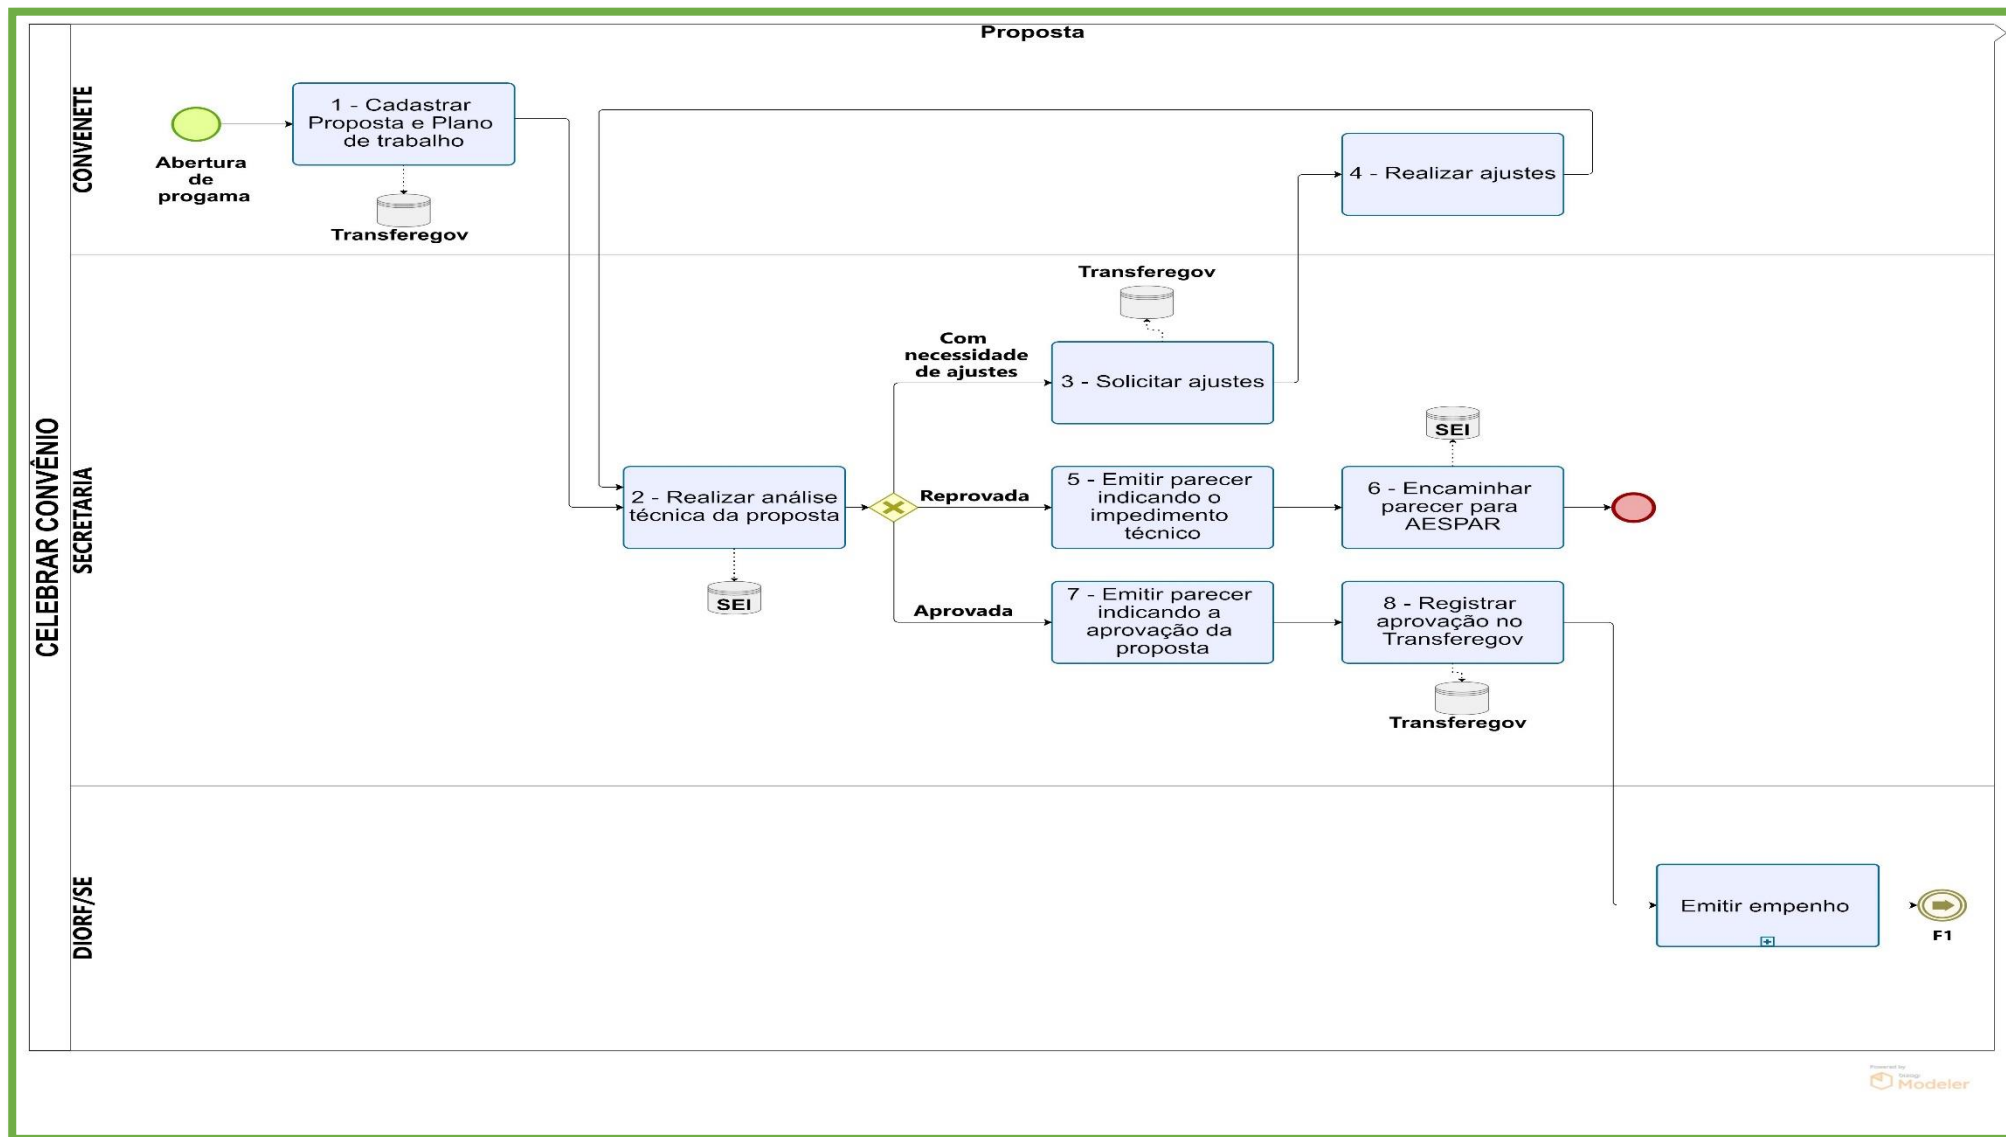 Proposta
CELEBRAR CONVÊNIO
CONVENETE
Abertura
de
progama
1 - Cadastrar
Proposta e Plano
de trabalho
Transferegov
4 - Realizar ajustes
SECRETARIA
2 - Realizar análise
técnica da proposta
SEI
Com
necessidade
de ajustes
Transferegov
3 - Solicitar ajustes
Reprovada
5 - Emitir parecer
indicando o
impedimento
técnico
SEI
6 - Encaminhar
parecer para
AESPAR
Aprovada
7 - Emitir parecer
indicando a
aprovação da
proposta
8 - Registrar
aprovação no
Transferegov
Transferegov
DIORF/SE
Emitir empenho
F1
Powered by
Modeler